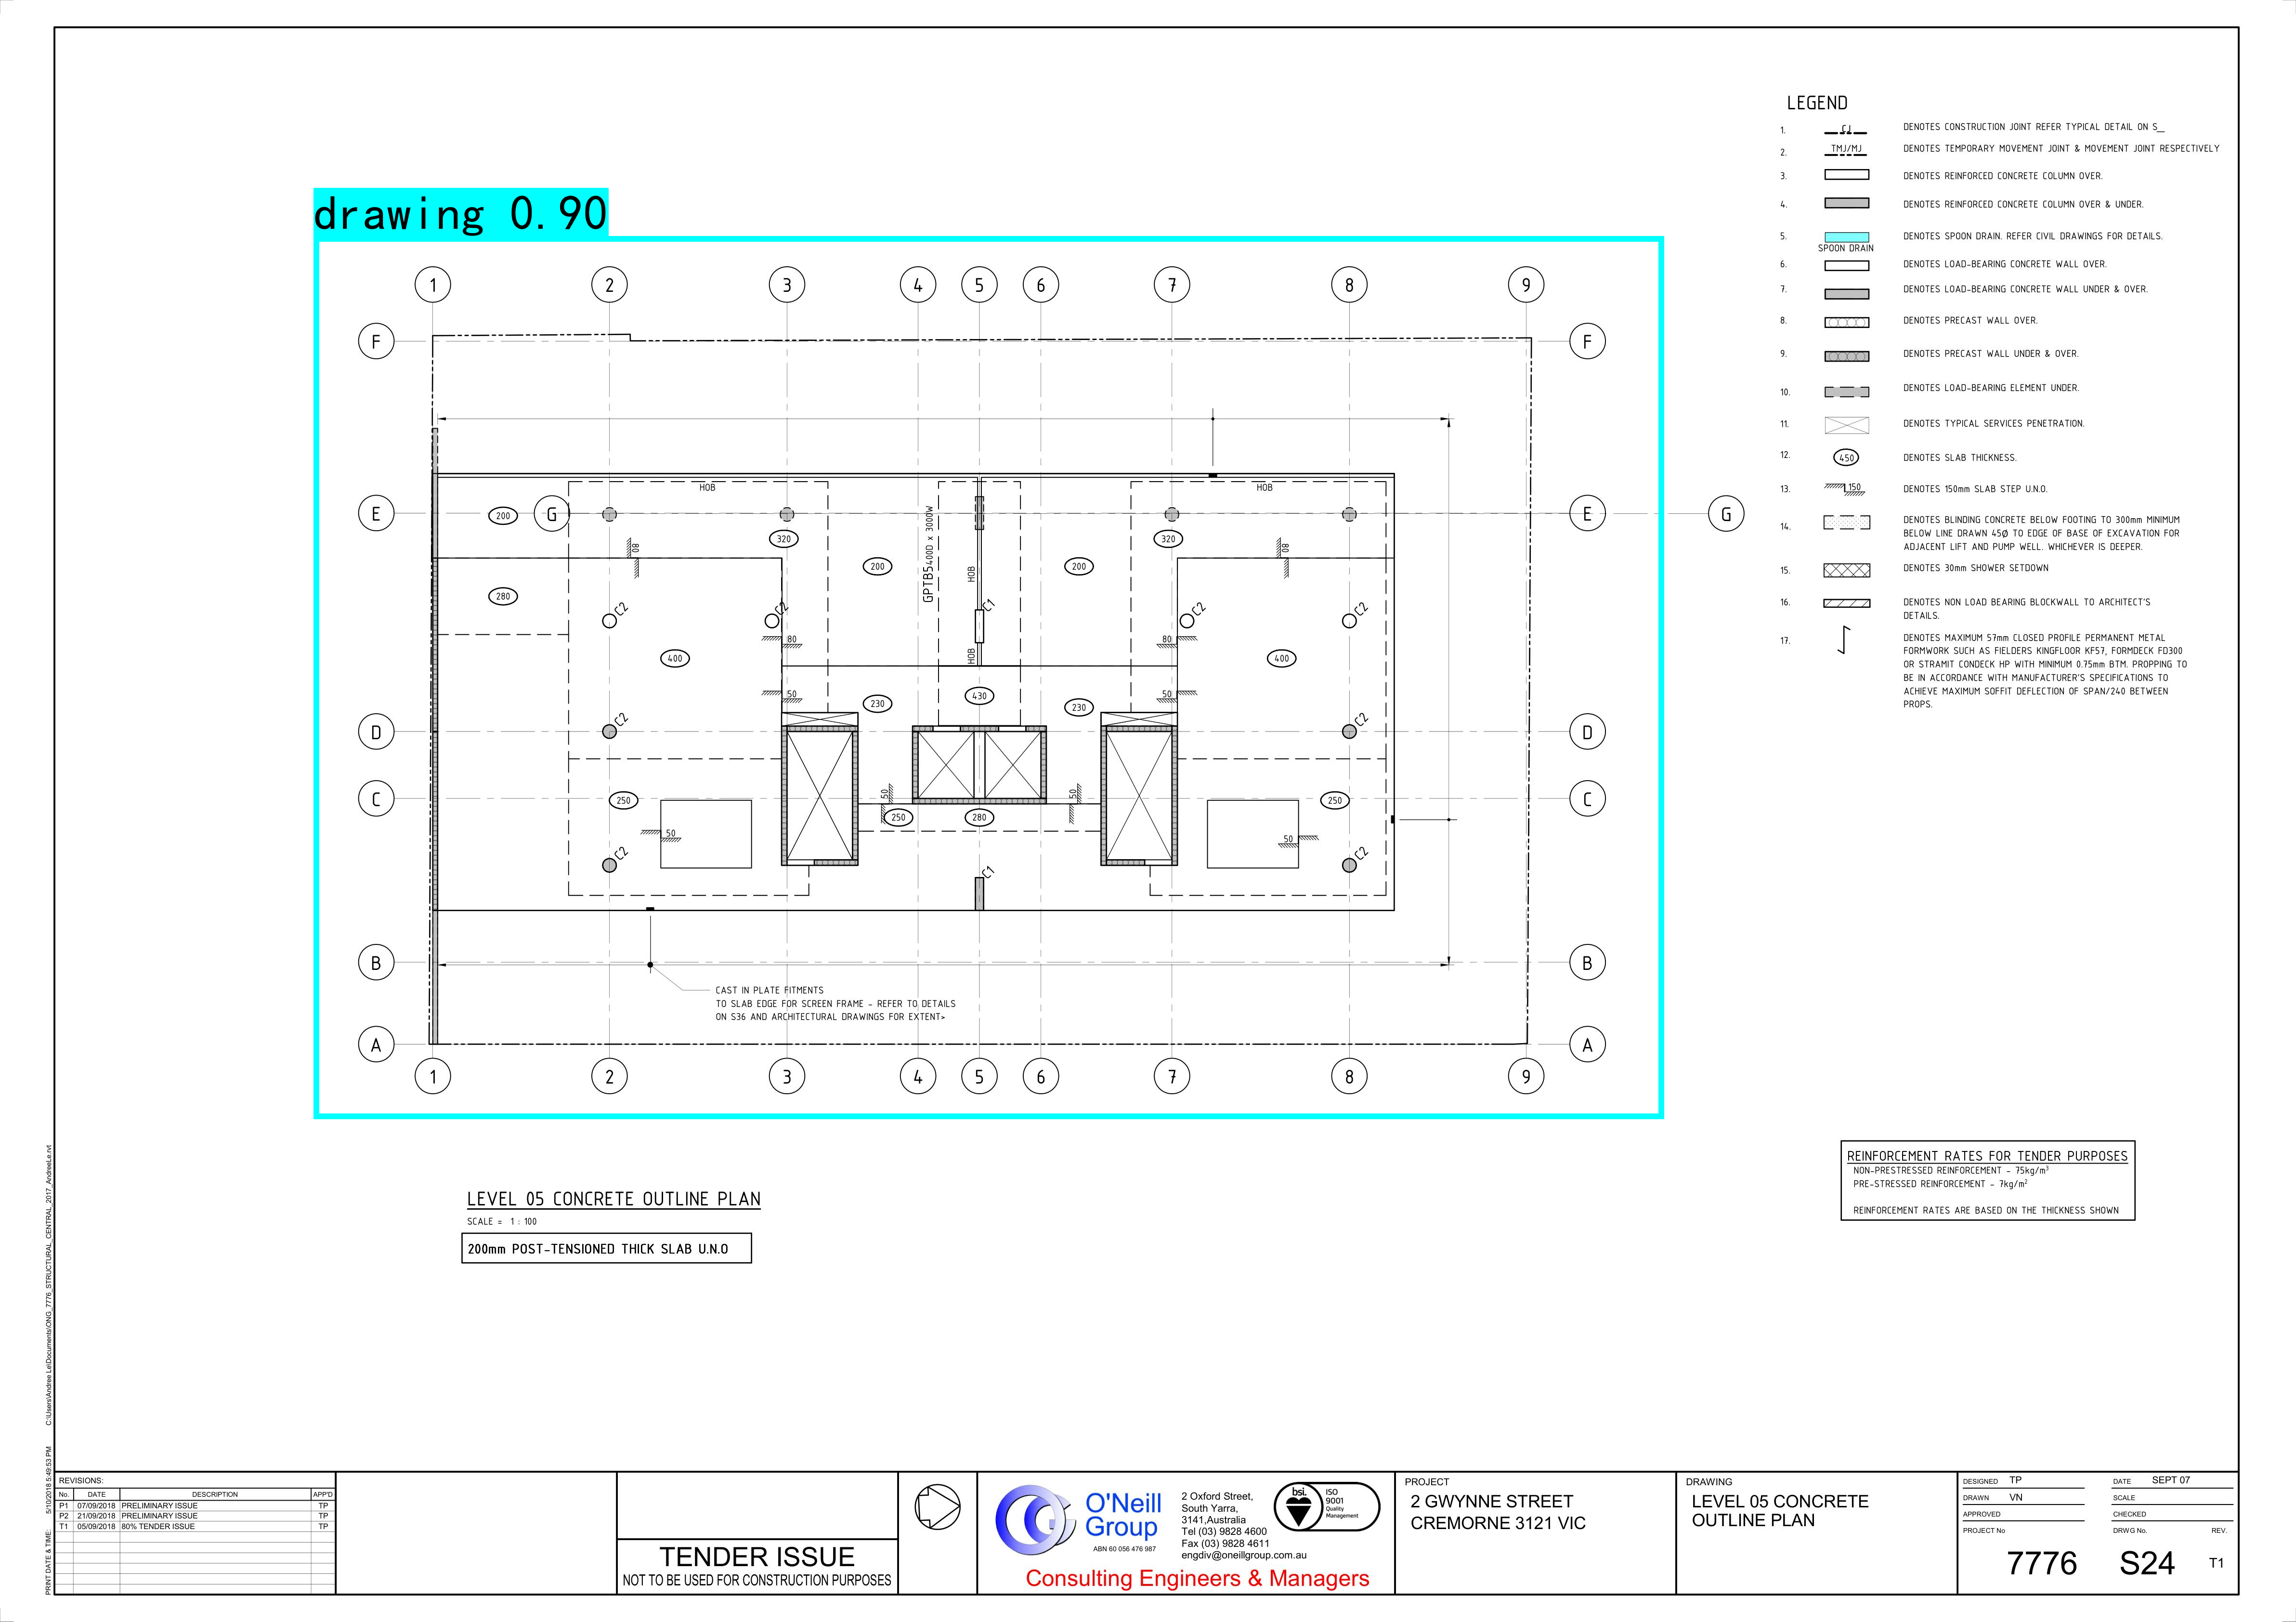 LEGEND
1. CJ DENOTES CONSTRUCTION JOINT REFER TYPICAL DETAIL ON S__
2. TMJ/MJ DENOTES TEMPORARY MOVEMENT JOINT & MOVEMENT JOINT RESPECTIVELY
3. DENOTES REINFORCED CONCRETE COLUMN OVER.
4. DENOTES REINFORCED CONCRETE COLUMN OVER & UNDER.
5. DENOTES SPOON DRAIN. REFER CIVIL DRAWINGS FOR DETAILS.
SPOON DRAIN
6. DENOTES LOAD-BEARING CONCRETE WALL OVER.
7. DENOTES LOAD-BEARING CONCRETE WALL UNDER & OVER.
8. DENOTES PRECAST WALL OVER.
9. DENOTES PRECAST WALL UNDER & OVER.
10. DENOTES LOAD-BEARING ELEMENT UNDER.
11. DENOTES TYPICAL SERVICES PENETRATION.
12. 450 DENOTES SLAB THICKNESS.
13. 150 DENOTES 150mm SLAB STEP U.N.O.
14. DENOTES BLINDING CONCRETE BELOW FOOTING TO 300mm MINIMUM
BELOW LINE DRAWN 45Ø TO EDGE OF BASE OF EXCAVATION FOR
ADJACENT LIFT AND PUMP WELL. WHICHEVER IS DEEPER.
15. DENOTES 30mm SHOWER SETDOWN
16. DENOTES NON LOAD BEARING BLOCKWALL TO ARCHITECT'S
DETAILS.
17. DENOTES MAXIMUM 57mm CLOSED PROFILE PERMANENT METAL
FORMWORK SUCH AS FIELDERS KINGFLOOR KF57, FORMDECK FD300
OR STRAMIT CONDECK HP WITH MINIMUM 0.75mm BTM. PROPPING TO
BE IN ACCORDANCE WITH MANUFACTURER'S SPECIFICATIONS TO
ACHIEVE MAXIMUM SOFFIT DEFLECTION OF SPAN/240 BETWEEN
PROPS.
drawing 0.90
1 2 3 4 5 6 7 8 9
F F
HOB HOB
E 200 G E G
320 320
80 80
200 GPTB5 400D x 3000W HOB 200
280
C2 C2 C1 C2 C2
80 80
400 HOB 400
50 430 50
230 230
D C2 C2 D
C 250 50 50 250 C
250 280
50 50
C2 C1 C2
B B
CAST IN PLATE FITMENTS
TO SLAB EDGE FOR SCREEN FRAME - REFER TO DETAILS
ON S36 AND ARCHITECTURAL DRAWINGS FOR EXTENT>
A A
1 2 3 4 5 6 7 8 9
LEVEL 05 CONCRETE OUTLINE PLAN
SCALE = 1 : 100
200mm POST-TENSIONED THICK SLAB U.N.O
REINFORCEMENT RATES FOR TENDER PURPOSES
NON-PRESTRESSED REINFORCEMENT - 75kg/m³
PRE-STRESSED REINFORCEMENT - 7kg/m²
REINFORCEMENT RATES ARE BASED ON THE THICKNESS SHOWN
PRINT DATE & TIME: 5/10/2018 5:49:53 PM C:\Users\Andree Le\Documents\ONG_7776_STRUCTURAL_CENTRAL_2017_AndreeLe.rvt
REVISIONS:
No. DATE DESCRIPTION APP'D
P1 07/09/2018 PRELIMINARY ISSUE TP
P2 21/09/2018 PRELIMINARY ISSUE TP
T1 05/09/2018 80% TENDER ISSUE TP
TENDER ISSUE
NOT TO BE USED FOR CONSTRUCTION PURPOSES
O'Neill
Group
ABN 60 056 476 987
2 Oxford Street,
South Yarra,
3141,Australia
Tel (03) 9828 4600
Fax (03) 9828 4611
engdiv@oneillgroup.com.au
bsi. ISO
9001
Quality
Management
Consulting Engineers & Managers
PROJECT
2 GWYNNE STREET
CREMORNE 3121 VIC
DRAWING
LEVEL 05 CONCRETE
OUTLINE PLAN
DESIGNED TP DATE SEPT 07
DRAWN VN SCALE
APPROVED CHECKED
PROJECT No DRWG No. REV.
7776 S24 T1